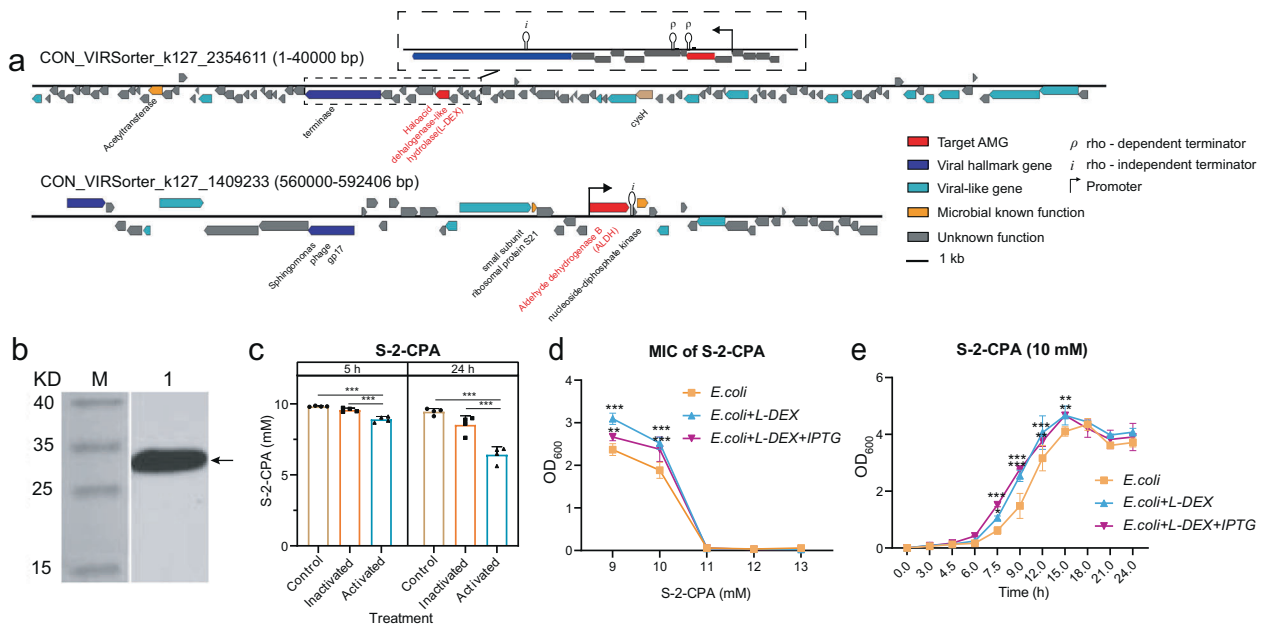 a
CON_VIRSorter_k127_2354611 (1-40000 bp)
i
ρ
ρ
Acetyltransferase
terminase
Haloacid
dehalogenase-like
hydrolase(L-DEX)
cysH
CON_VIRSorter_k127_1409233 (560000-592406 bp)
i
Sphingomonas
phage
gp17
small subunit
ribosomal protein S21
Aldehyde dehydrogenase B
(ALDH)
nucleoside-diphosphate kinase
Target AMG
Viral hallmark gene
Viral-like gene
Microbial known function
Unknown function
1 kb
ρ rho - dependent terminator
i rho - independent terminator
Promoter
b
KD M 1
40
35
25
15
c
S-2-CPA
5 h 24 h
***
***
***
***
10
5
0
S-2-CPA (mM)
Control
Inactivated
Activated
Control
Inactivated
Activated
Treatment
d
MIC of S-2-CPA
4
3
2
1
0
OD600
***
**
***
***
E.coli
E.coli+L-DEX
E.coli+L-DEX+IPTG
9 10 11 12 13
S-2-CPA (mM)
e
S-2-CPA (10 mM)
6
4
2
0
OD600
***
*
***
***
***
**
**
**
E.coli
E.coli+L-DEX
E.coli+L-DEX+IPTG
0.0 3.0 4.5 6.0 7.5 9.0 12.0 15.0 18.0 21.0 24.0
Time (h)